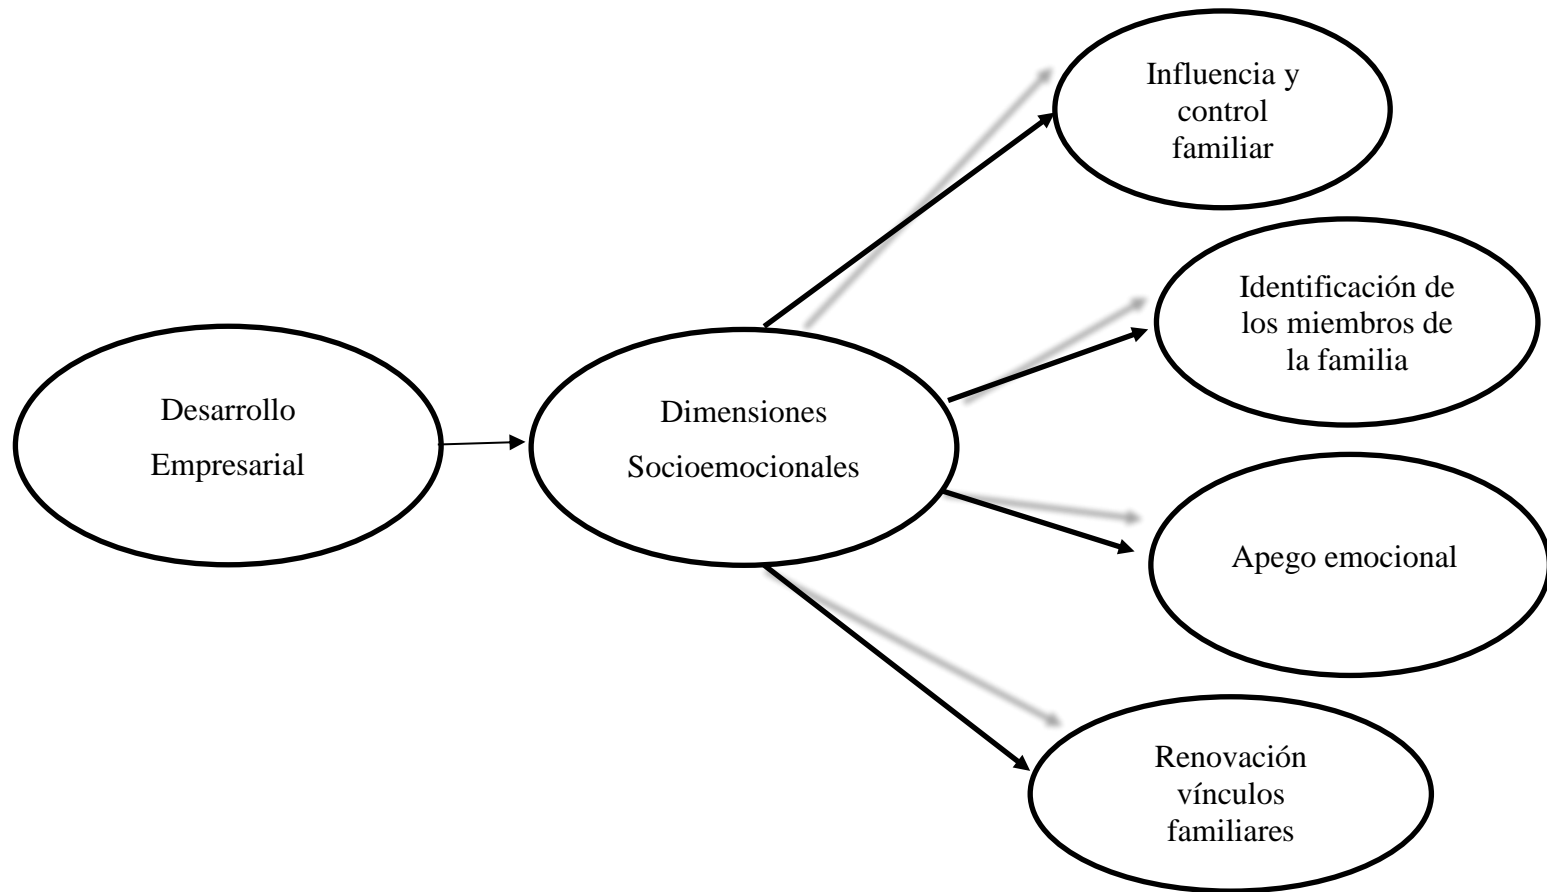 Influencia y
control
familiar
Identificación de
los miembros de
la familia
Desarrollo
Empresarial
Dimensiones
Socioemocionales
Apego emocional
Renovación
vínculos
familiares